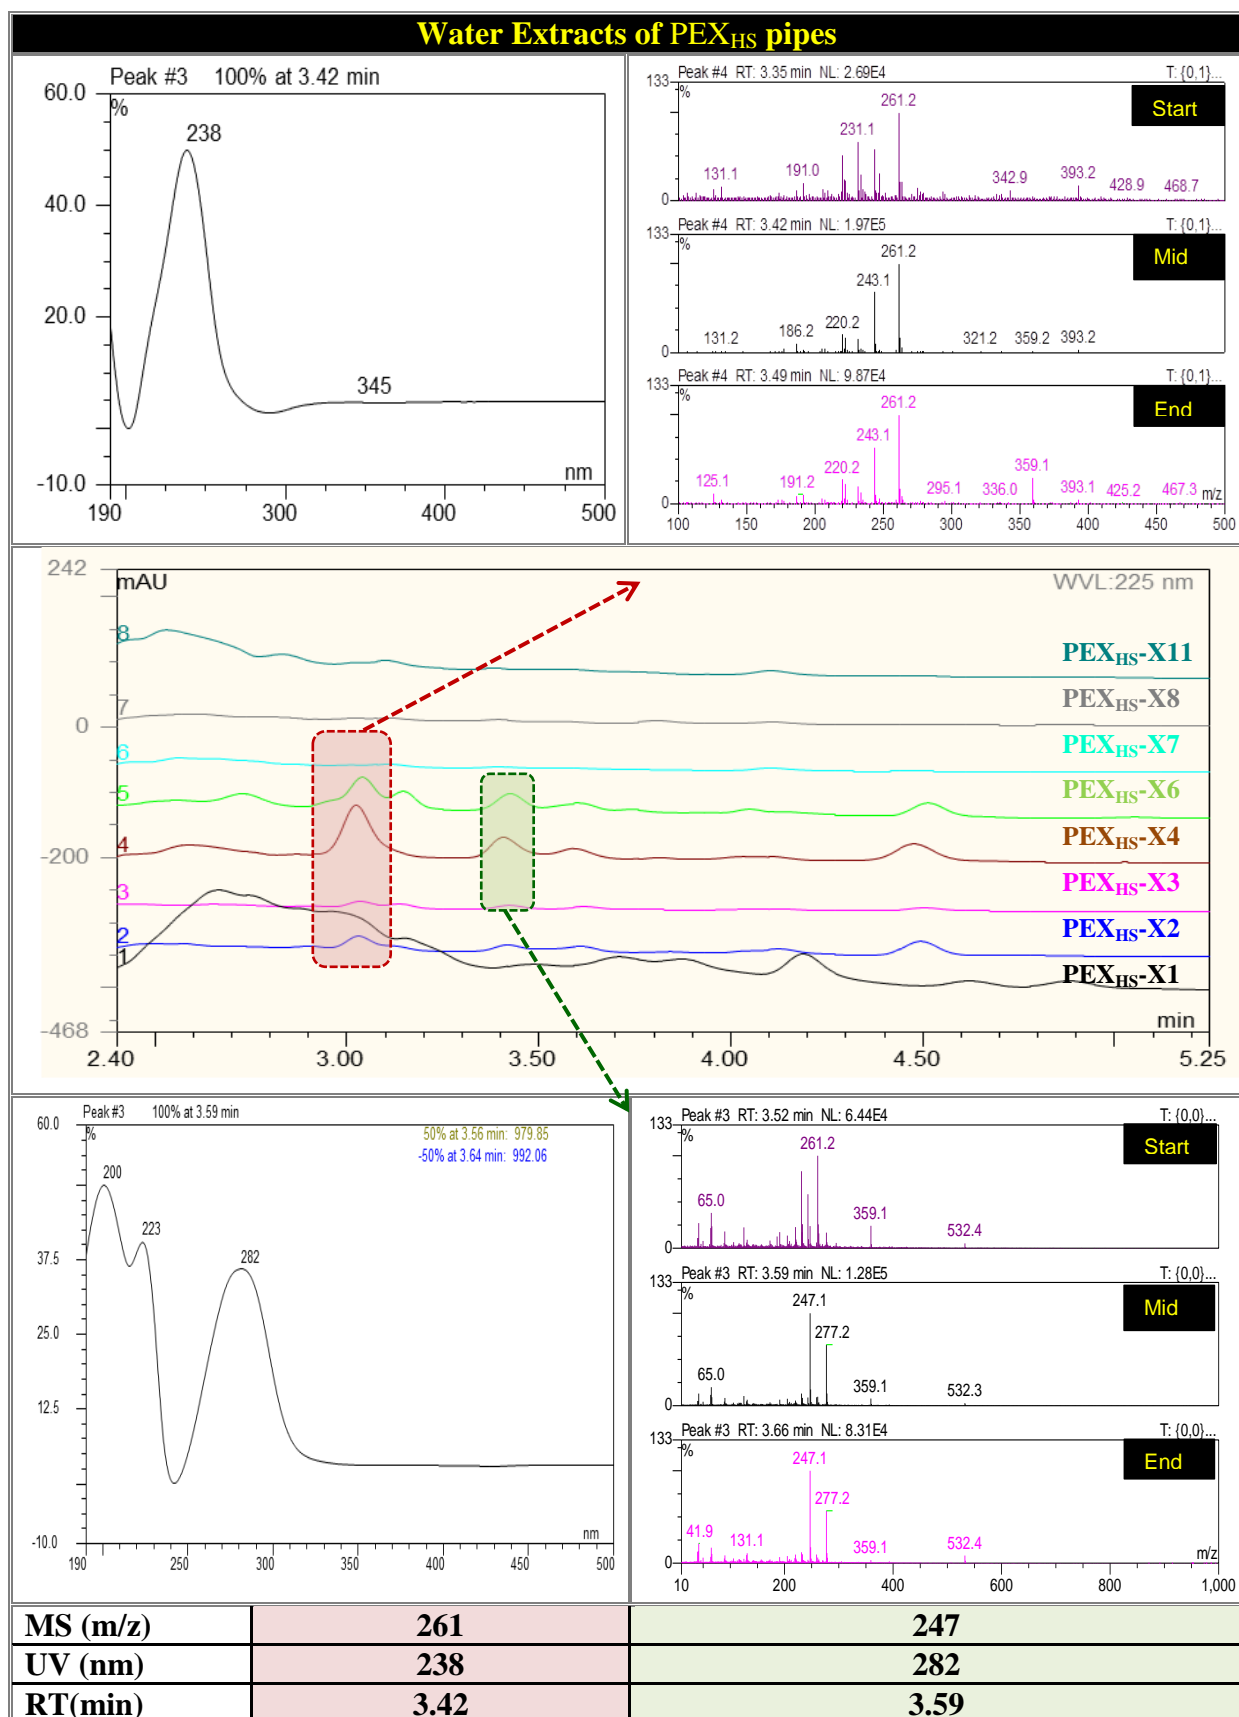 Water Extracts of PEXHS pipes
Peak #3 100% at 3.42 min
60.0
%
238
40.0
20.0
345
-10.0
nm
190 300 400 500
Peak #4 RT: 3.35 min NL: 2.69E4 T: {0,1}...
133
%
Start
261.2
231.1
131.1 191.0 342.9 393.2 428.9 468.7
0
Peak #4 RT: 3.42 min NL: 1.97E5 T: {0,1}...
133
%
Mid
261.2
243.1
131.2 186.2 220.2 321.2 359.2 393.2
0
Peak #4 RT: 3.49 min NL: 9.87E4 T: {0,1}...
133
%
End
261.2
243.1
125.1 191.2 220.2 295.1 336.0 359.1 393.1 425.2 467.3 m/z
0
100 150 200 250 300 350 400 450 500
242
mAU WVL:225 nm
8 PEXHS-X11
7 PEXHS-X8
0
6 PEXHS-X7
5 PEXHS-X6
-200 4 PEXHS-X4
3 PEXHS-X3
2 PEXHS-X2
1 PEXHS-X1
-468
min
2.40 3.00 3.50 4.00 4.50 5.25
Peak #3 100% at 3.59 min
60.0
%
50% at 3.56 min: 979.85
-50% at 3.64 min: 992.06
200
223
282
37.5
25.0
12.5
-10.0
nm
190 250 300 350 400 450 500
Peak #3 RT: 3.52 min NL: 6.44E4 T: {0,0}...
133
%
Start
261.2
65.0 359.1 532.4
0
Peak #3 RT: 3.59 min NL: 1.28E5 T: {0,0}...
133
%
Mid
247.1
277.2
65.0 359.1 532.3
0
Peak #3 RT: 3.66 min NL: 8.31E4 T: {0,0}...
133
%
End
247.1
277.2
41.9 131.1 359.1 532.4
m/z
0
10 200 400 600 800 1,000
MS (m/z) 261 247
UV (nm) 238 282
RT(min) 3.42 3.59